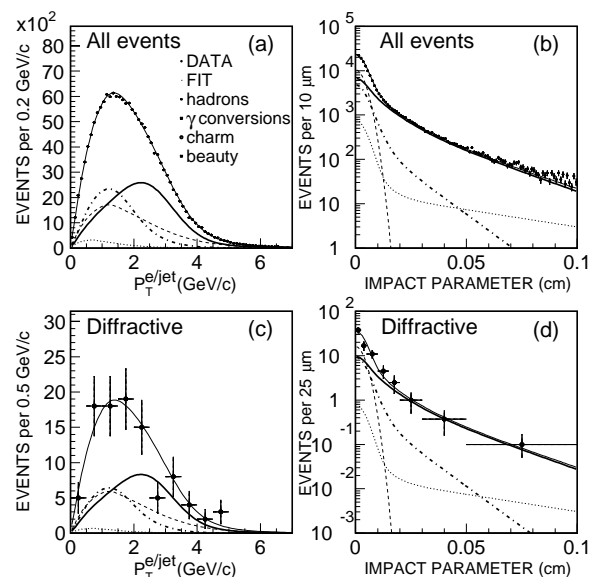 x10²
All events (a)
DATA
FIT
hadrons
γ conversions
charm
beauty
80
70
60
50
40
30
20
10
0
0 2 4 6
EVENTS per 0.2 GeV/c
P_T^e/jet (GeV/c)
All events (b)
10⁵
10⁴
10³
10²
10
1
0 0.05 0.1
EVENTS per 10 μm
IMPACT PARAMETER (cm)
Diffractive (c)
30
25
20
15
10
5
0
0 2 4 6
EVENTS per 0.5 GeV/c
P_T^e/jet (GeV/c)
Diffractive (d)
10²
10
1
10⁻¹
10⁻²
10⁻³
0 0.05 0.1
EVENTS per 25 μm
IMPACT PARAMETER (cm)